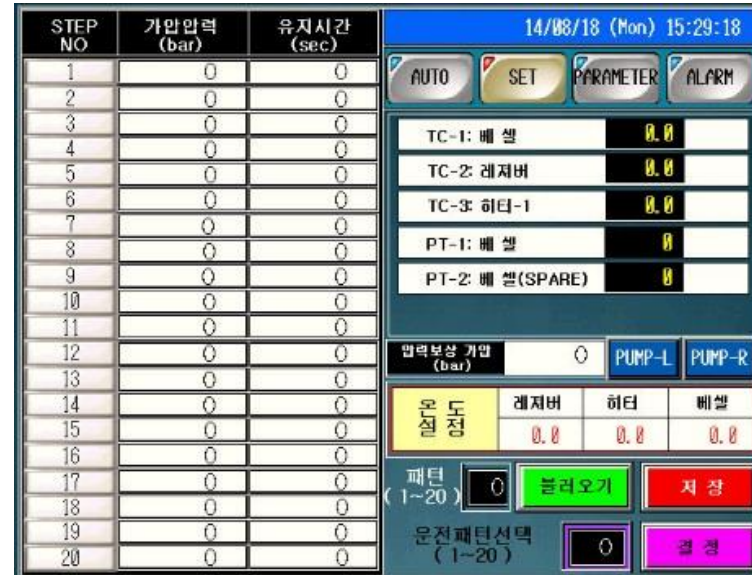 STEP NO
가압압력 (bar)
유지시간 (sec)
1 0 0
2 0 0
3 0 0
4 0 0
5 0 0
6 0 0
7 0 0
8 0 0
9 0 0
10 0 0
11 0 0
12 0 0
13 0 0
14 0 0
15 0 0
16 0 0
17 0 0
18 0 0
19 0 0
20 0 0
14/08/18 (Mon) 15:29:18
AUTO SET PARAMETER ALARM
TC-1: 베 셀 0.0
TC-2: 레져버 0.0
TC-3: 히터-1 0.0
PT-1: 베 셀 0
PT-2: 베 셀(SPARE) 0
압력보상 가압 (bar) 0 PUMP-L PUMP-R
온 도 설 정
레져버 히터 베셀
0.0 0.0 0.0
패턴 ( 1~20 ) 0 불러오기 저 장
운전패턴선택 ( 1~20 ) 0 결 정